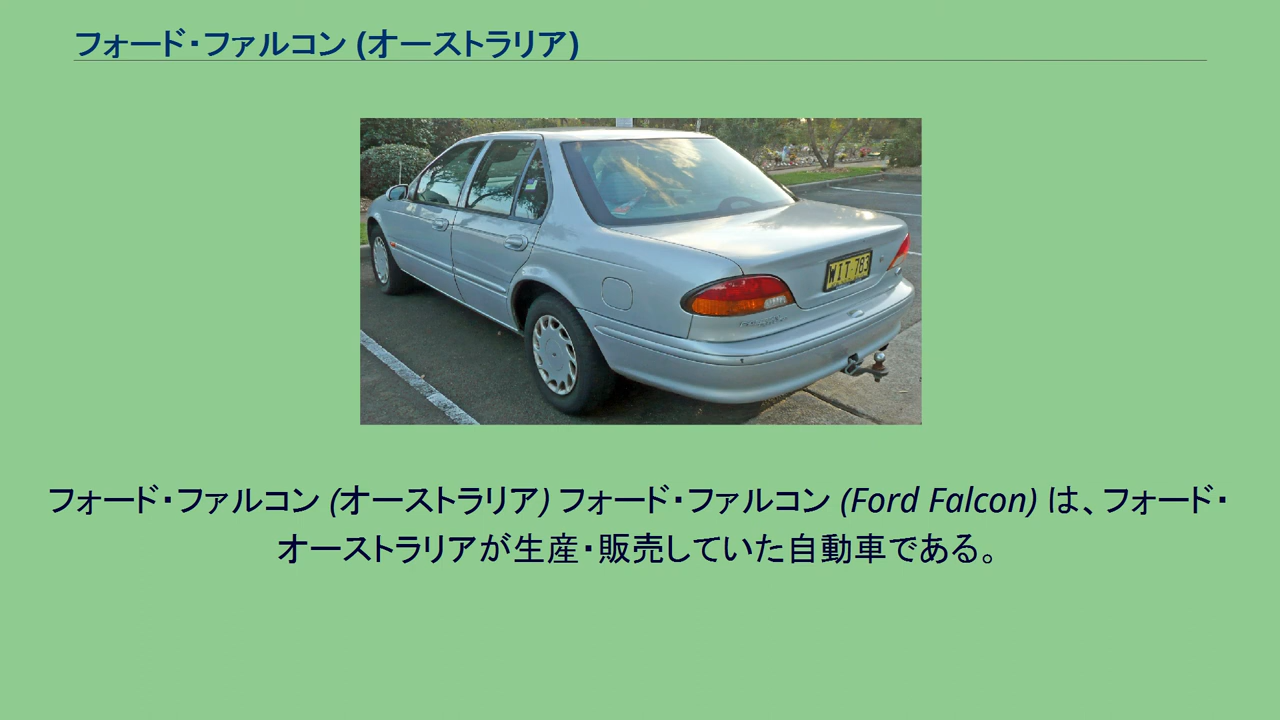 フォード・ファルコン (オーストラリア)
WIT 783
フォード・ファルコン (オーストラリア) フォード・ファルコン (Ford Falcon) は、フォード・
オーストラリアが生産・販売していた自動車である。